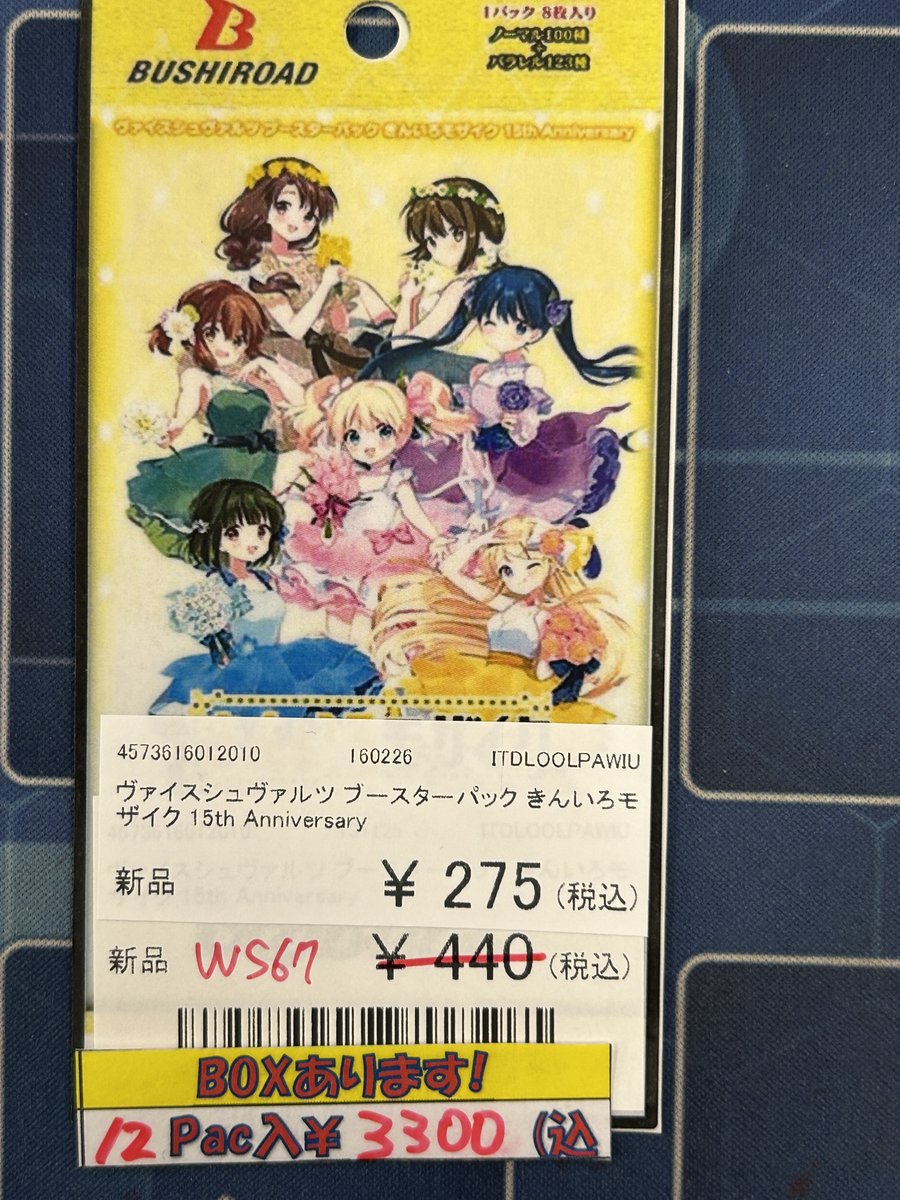 BUSHIROAD
1パック 8枚入り
ノーマル100種
+
パラレル123種
ヴァイスシュヴァルツ ブースターパック きんいろモザイク 15th Anniversary
4573616012010 160226 ITDLOOLPAWIU
ヴァイスシュヴァルツ ブースターパック きんいろモ
ザイク 15th Anniversary
新品 ¥ 275 (税込)
新品 WS67 ¥ 440 (税込)
BOXあります!
12 Pac入¥ 3300 (込